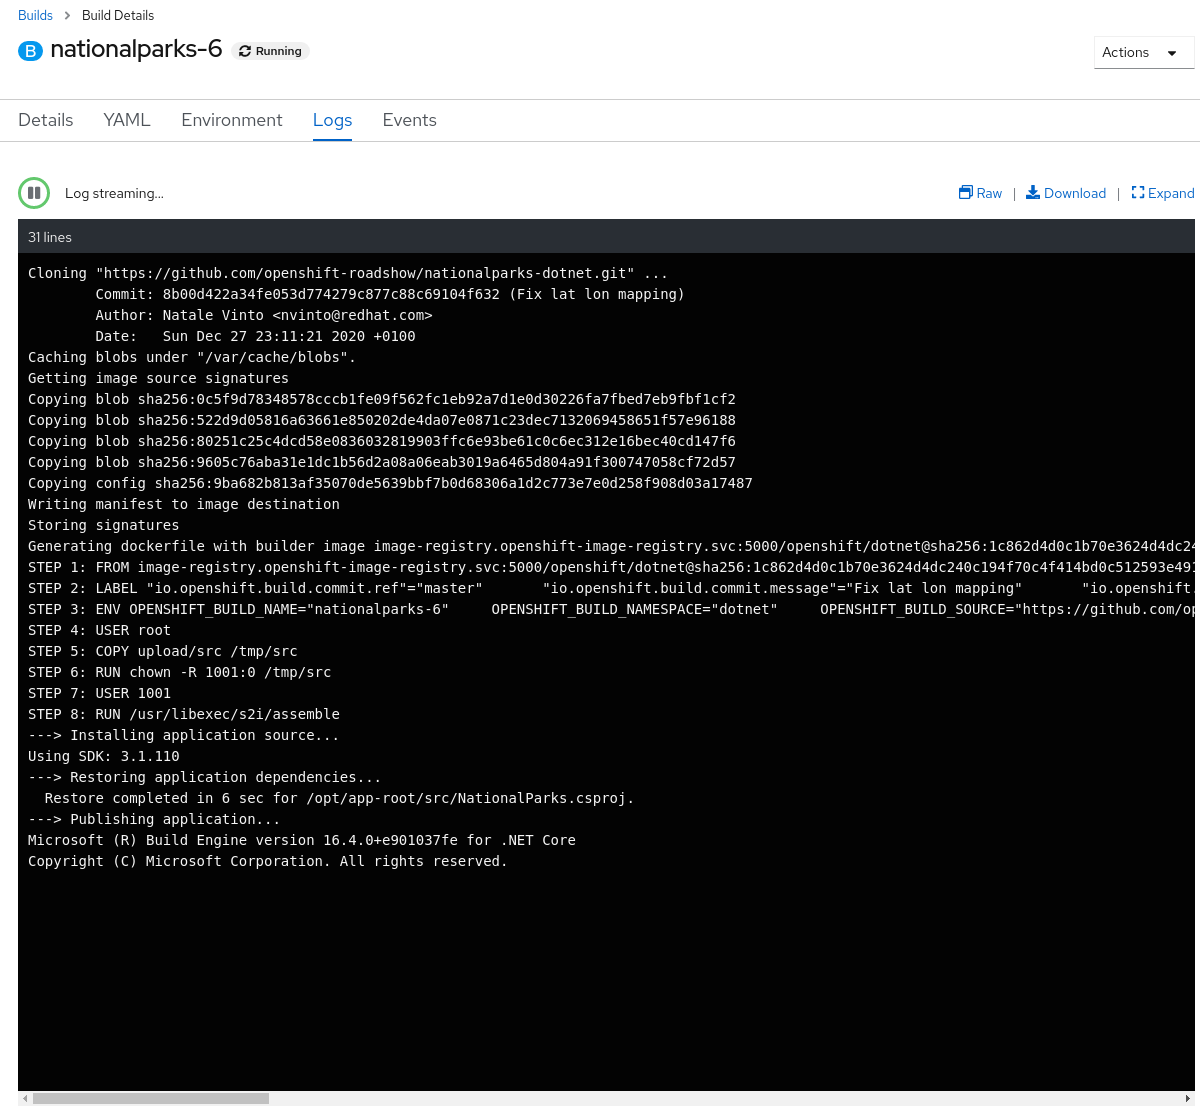 Builds > Build Details
B nationalparks-6 Running
Actions
Details YAML Environment Logs Events
Log streaming... Raw | Download | Expand
31 lines
Cloning "https://github.com/openshift-roadshow/nationalparks-dotnet.git" ...
Commit: 8b00d422a34fe053d774279c877c88c69104f632 (Fix lat lon mapping)
Author: Natale Vinto <nvinto@redhat.com>
Date:   Sun Dec 27 23:11:21 2020 +0100
Caching blobs under "/var/cache/blobs".
Getting image source signatures
Copying blob sha256:0c5f9d78348578cccb1fe09f562fc1eb92a7d1e0d30226fa7fbed7eb9fbf1cf2
Copying blob sha256:522d9d05816a63661e850202de4da07e0871c23dec7132069458651f57e96188
Copying blob sha256:80251c25c4dcd58e0836032819903ffc6e93be61c0c6ec312e16bec40cd147f6
Copying blob sha256:9605c76aba31e1dc1b56d2a08a06eab3019a6465d804a91f300747058cf72d57
Copying config sha256:9ba682b813af35070de5639bbf7b0d68306a1d2c773e7e0d258f908d03a17487
Writing manifest to image destination
Storing signatures
Generating dockerfile with builder image image-registry.openshift-image-registry.svc:5000/openshift/dotnet@sha256:1c862d4d0c1b70e3624d4dc24
STEP 1: FROM image-registry.openshift-image-registry.svc:5000/openshift/dotnet@sha256:1c862d4d0c1b70e3624d4dc240c194f70c4f414bd0c512593e491
STEP 2: LABEL "io.openshift.build.commit.ref"="master"       "io.openshift.build.commit.message"="Fix lat lon mapping"       "io.openshift.
STEP 3: ENV OPENSHIFT_BUILD_NAME="nationalparks-6"     OPENSHIFT_BUILD_NAMESPACE="dotnet"     OPENSHIFT_BUILD_SOURCE="https://github.com/op
STEP 4: USER root
STEP 5: COPY upload/src /tmp/src
STEP 6: RUN chown -R 1001:0 /tmp/src
STEP 7: USER 1001
STEP 8: RUN /usr/libexec/s2i/assemble
---> Installing application source...
Using SDK: 3.1.110
---> Restoring application dependencies...
Restore completed in 6 sec for /opt/app-root/src/NationalParks.csproj.
---> Publishing application...
Microsoft (R) Build Engine version 16.4.0+e901037fe for .NET Core
Copyright (C) Microsoft Corporation. All rights reserved.